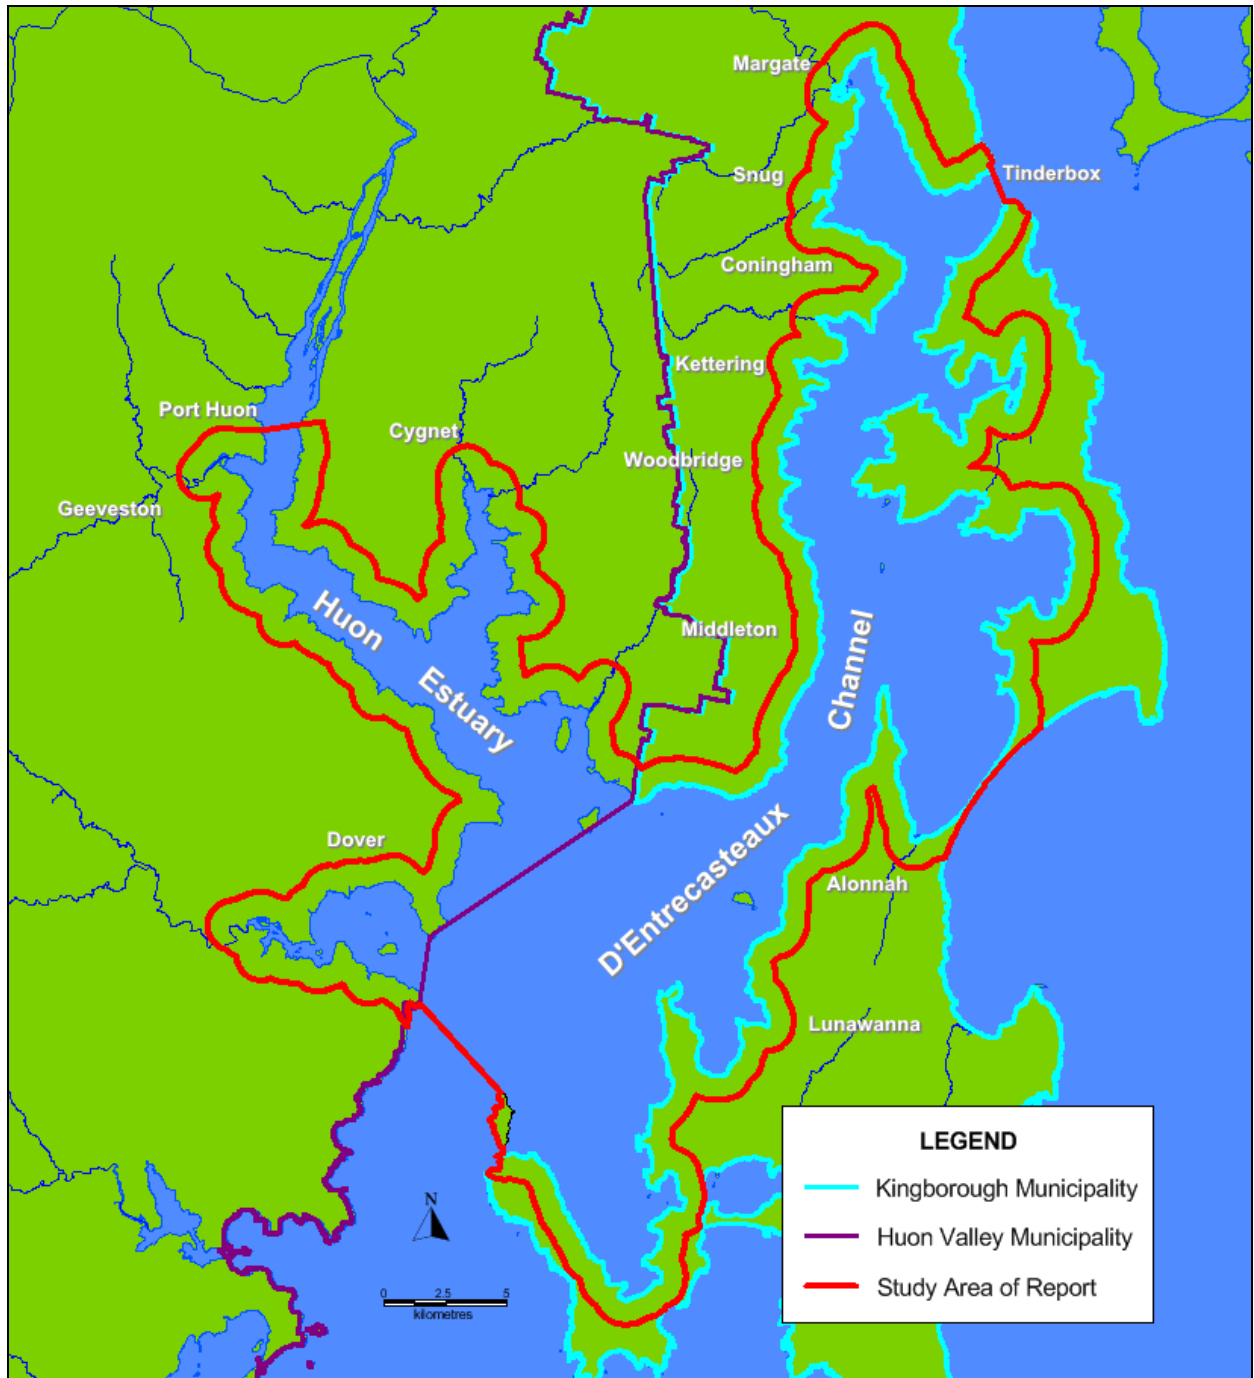 Margate
Snug
Tinderbox
Coningham
Kettering
Port Huon
Cygnet
Woodbridge
Geeveston
Huon
Estuary
Middleton
Channel
D'Entrecasteaux
Dover
Alonnah
Lunawanna
LEGEND
Kingborough Municipality
Huon Valley Municipality
Study Area of Report
N
0 2.5 5
kilometres